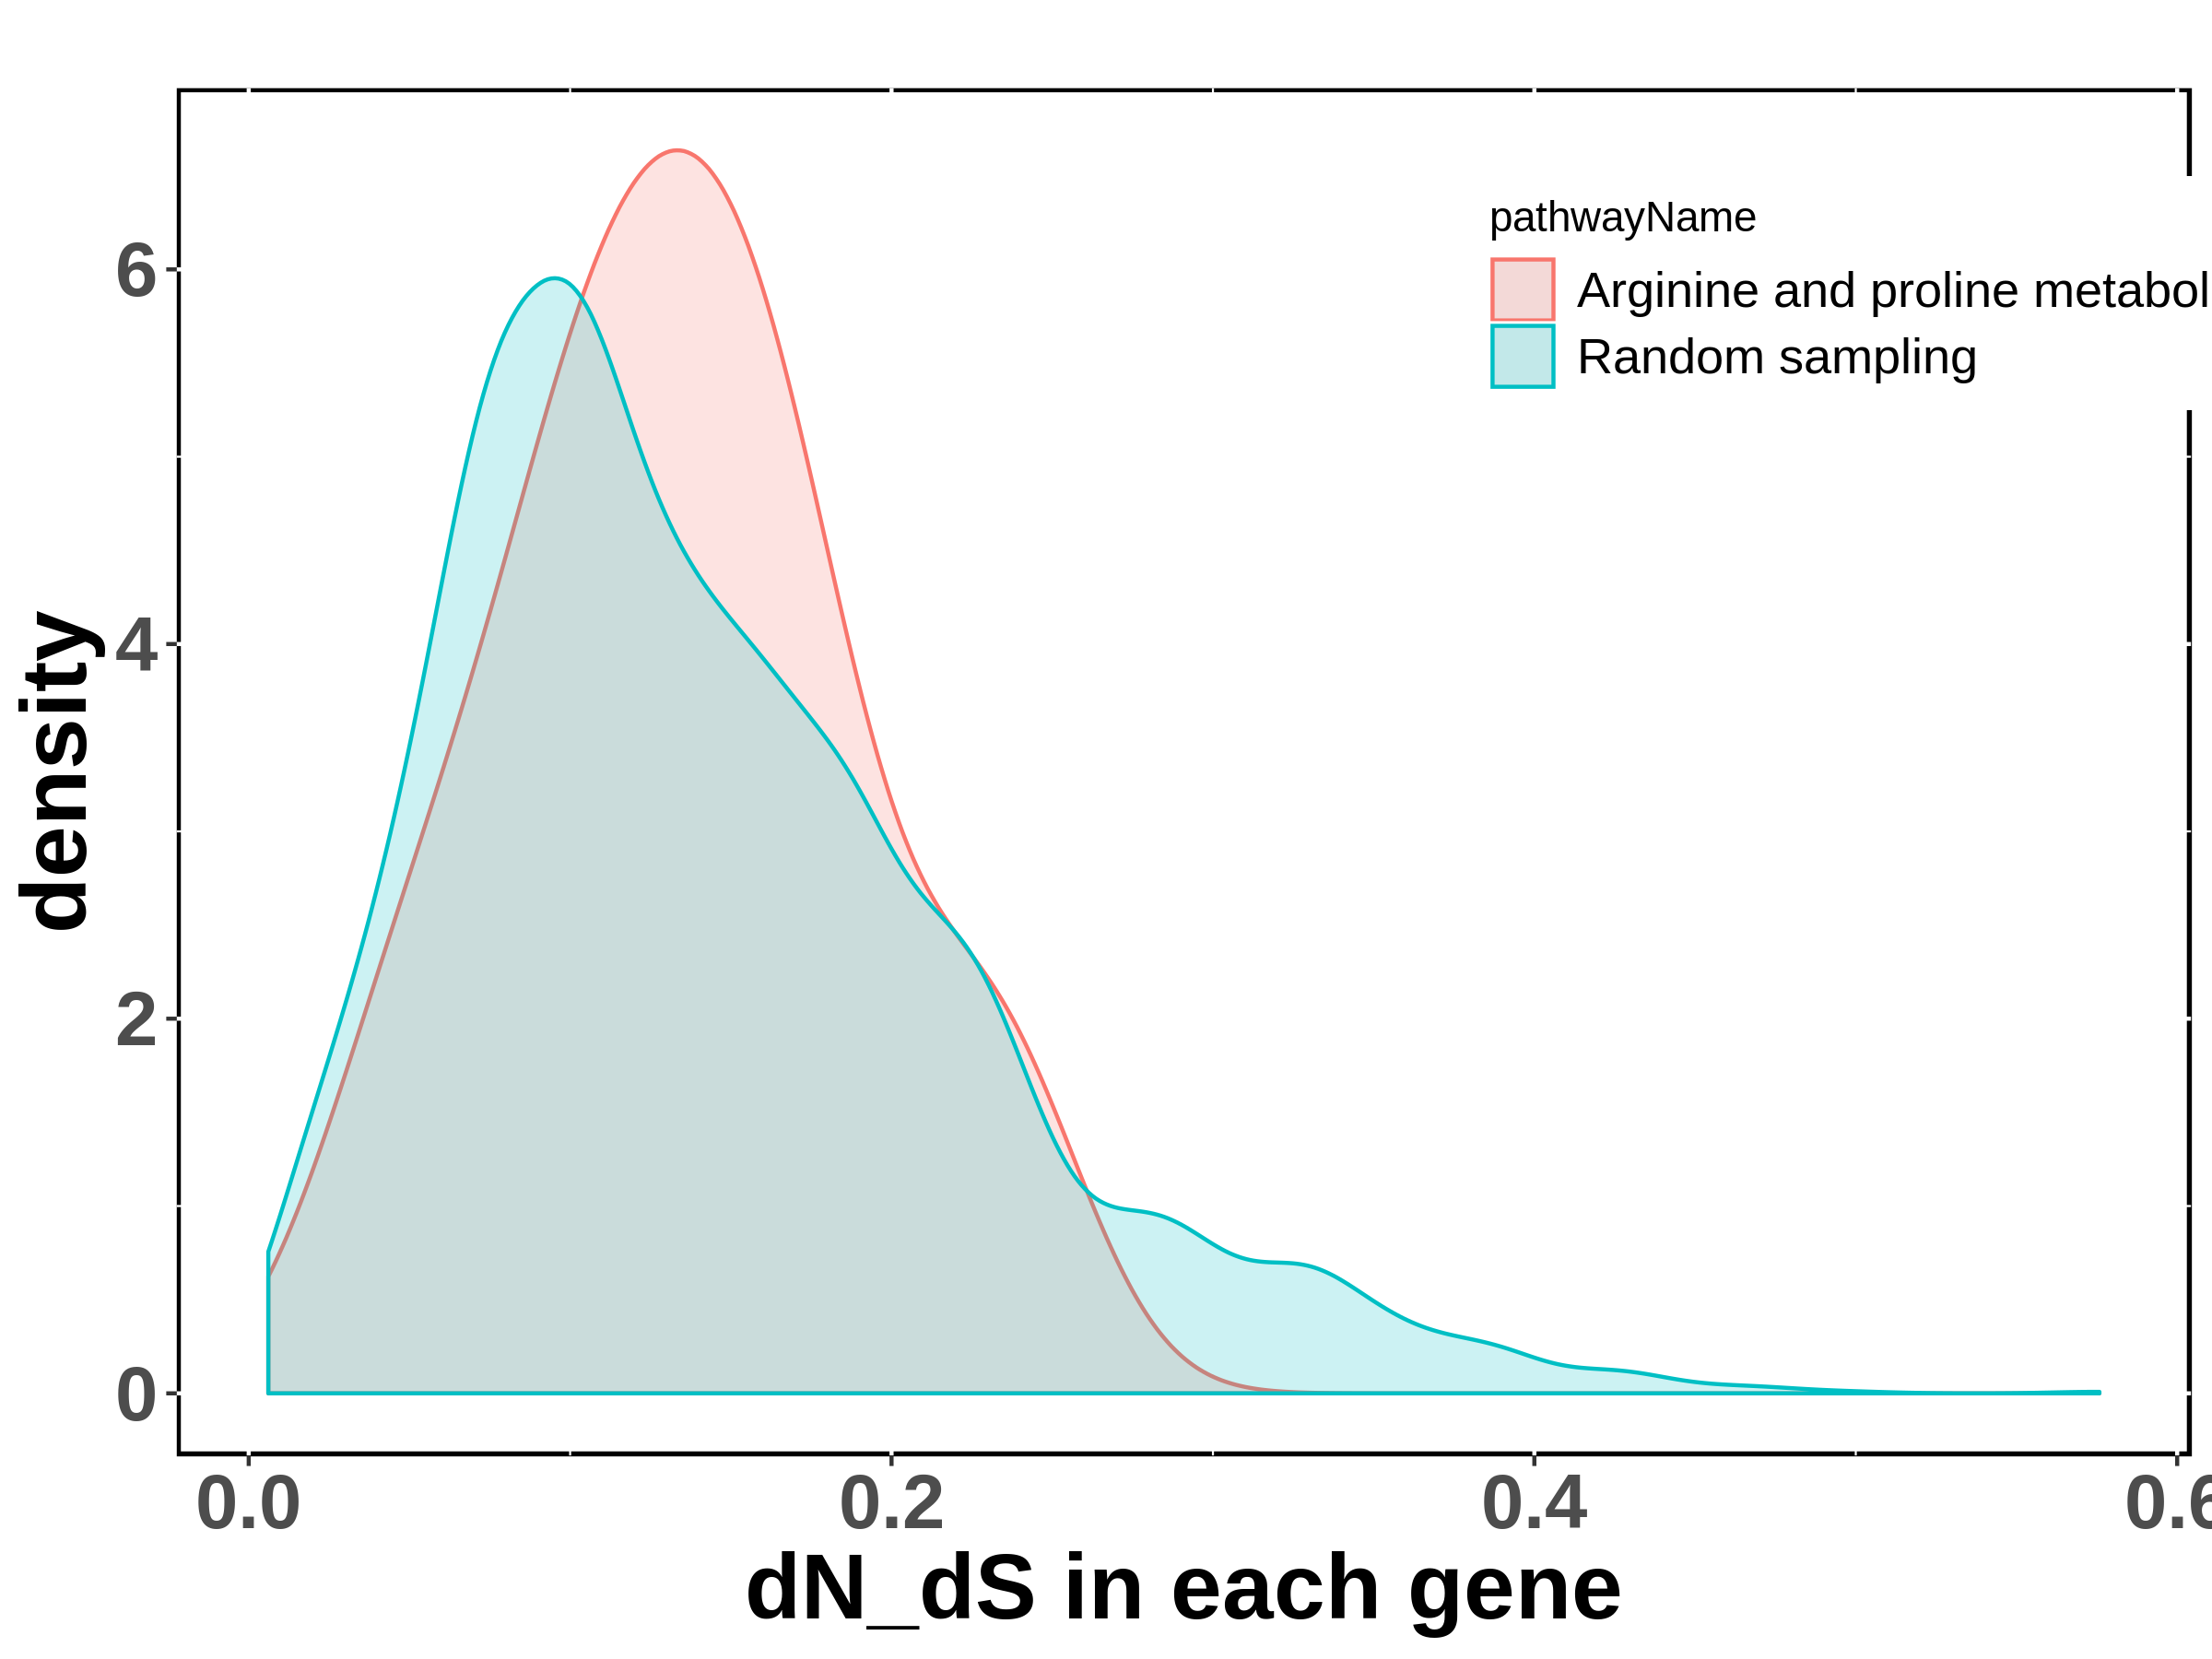 pathwayName
Arginine and proline metabol
Random sampling
density
6
4
2
0
0.0 0.2 0.4 0.6
dN_dS in each gene